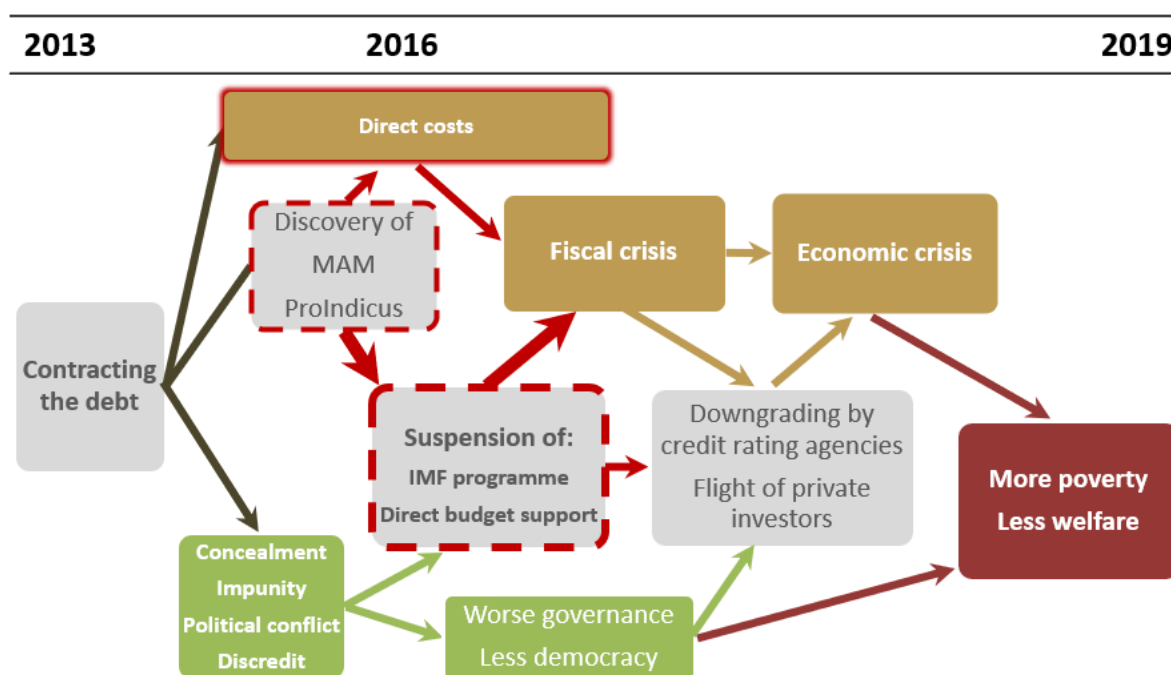 2013
2016
2019
Direct costs
Discovery of
MAM
ProIndicus
Fiscal crisis
Economic crisis
Contracting
the debt
Suspension of:
IMF programme
Direct budget support
Downgrading by
credit rating agencies
Flight of private
investors
More poverty
Less welfare
Concealment
Impunity
Political conflict
Discredit
Worse governance
Less democracy